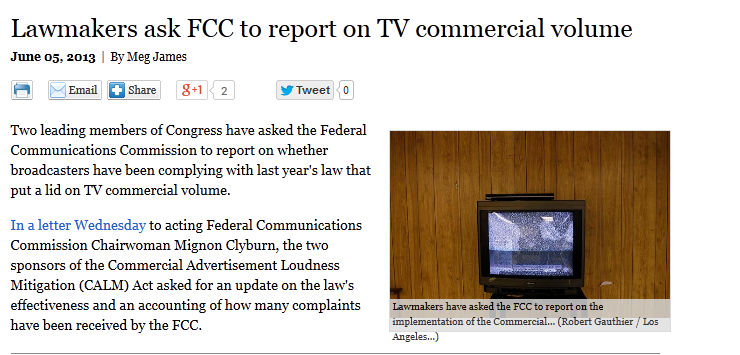 Lawmakers ask FCC to report on TV commercial volume
June 05, 2013 | By Meg James
Email Share g+1 2 Tweet 0
Two leading members of Congress have asked the Federal
Communications Commission to report on whether
broadcasters have been complying with last year's law that
put a lid on TV commercial volume.
In a letter Wednesday to acting Federal Communications
Commission Chairwoman Mignon Clyburn, the two
sponsors of the Commercial Advertisement Loudness
Mitigation (CALM) Act asked for an update on the law's
effectiveness and an accounting of how many complaints
have been received by the FCC.
Lawmakers have asked the FCC to report on the
implementation of the Commercial... (Robert Gauthier / Los
Angeles...)